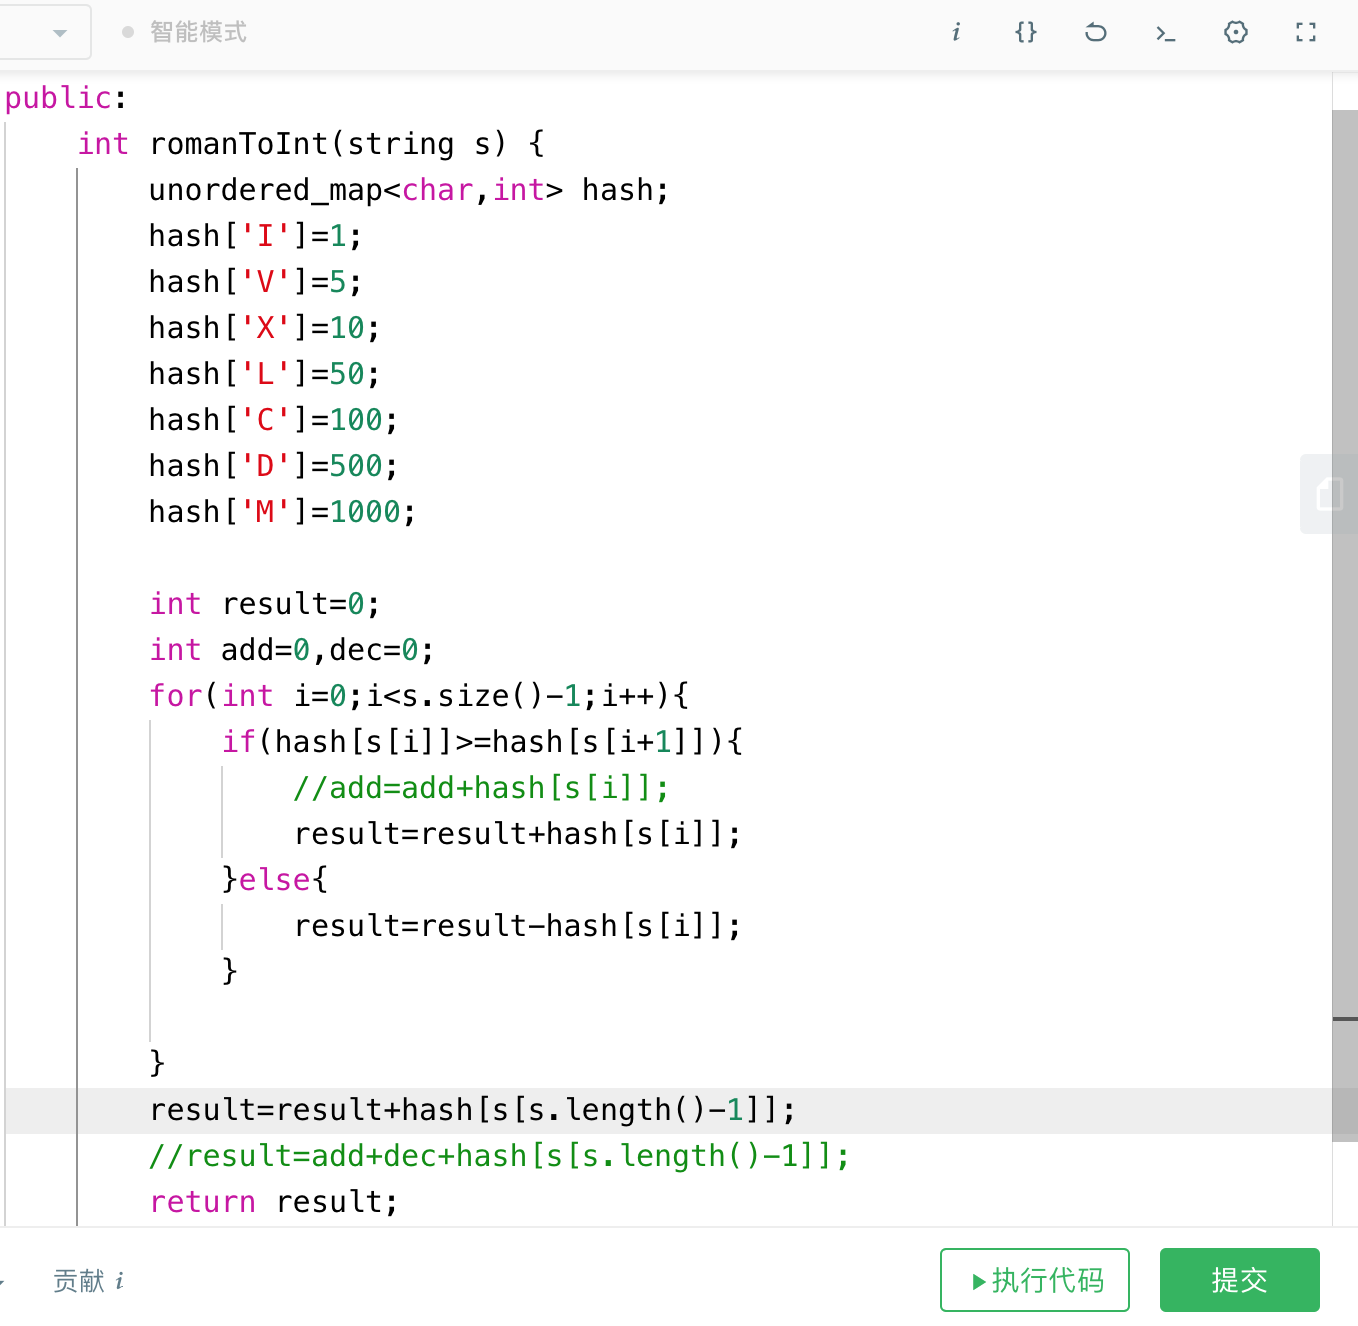 智能模式
public:
    int romanToInt(string s) {
        unordered_map<char,int> hash;
        hash['I']=1;
        hash['V']=5;
        hash['X']=10;
        hash['L']=50;
        hash['C']=100;
        hash['D']=500;
        hash['M']=1000;

        int result=0;
        int add=0,dec=0;
        for(int i=0;i<s.size()-1;i++){
            if(hash[s[i]]>=hash[s[i+1]]){
                //add=add+hash[s[i]];
                result=result+hash[s[i]];
            }else{
                result=result-hash[s[i]];
            }

        }
        result=result+hash[s[s.length()-1]];
        //result=add+dec+hash[s[s.length()-1]];
        return result;
贡献 i
执行代码
提交